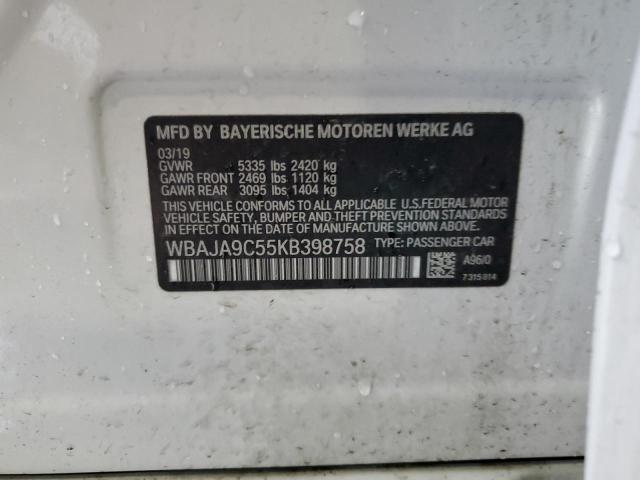 MFD BY BAYERISCHE MOTOREN WERKE AG
03/19
GVWR 5335 lbs 2420 kg
GAWR FRONT 2469 lbs 1120 kg
GAWR REAR 3095 lbs 1404 kg
THIS VEHICLE CONFORMS TO ALL APPLICABLE U.S.FEDERAL MOTOR
VEHICLE SAFETY, BUMPER AND THEFT PREVENTION STANDARDS
IN EFFECT ON THE DATE OF MANUFACTURE SHOWN ABOVE.
WBAJA9C55KB398758 TYPE: PASSENGER CAR
A96/0
7315814